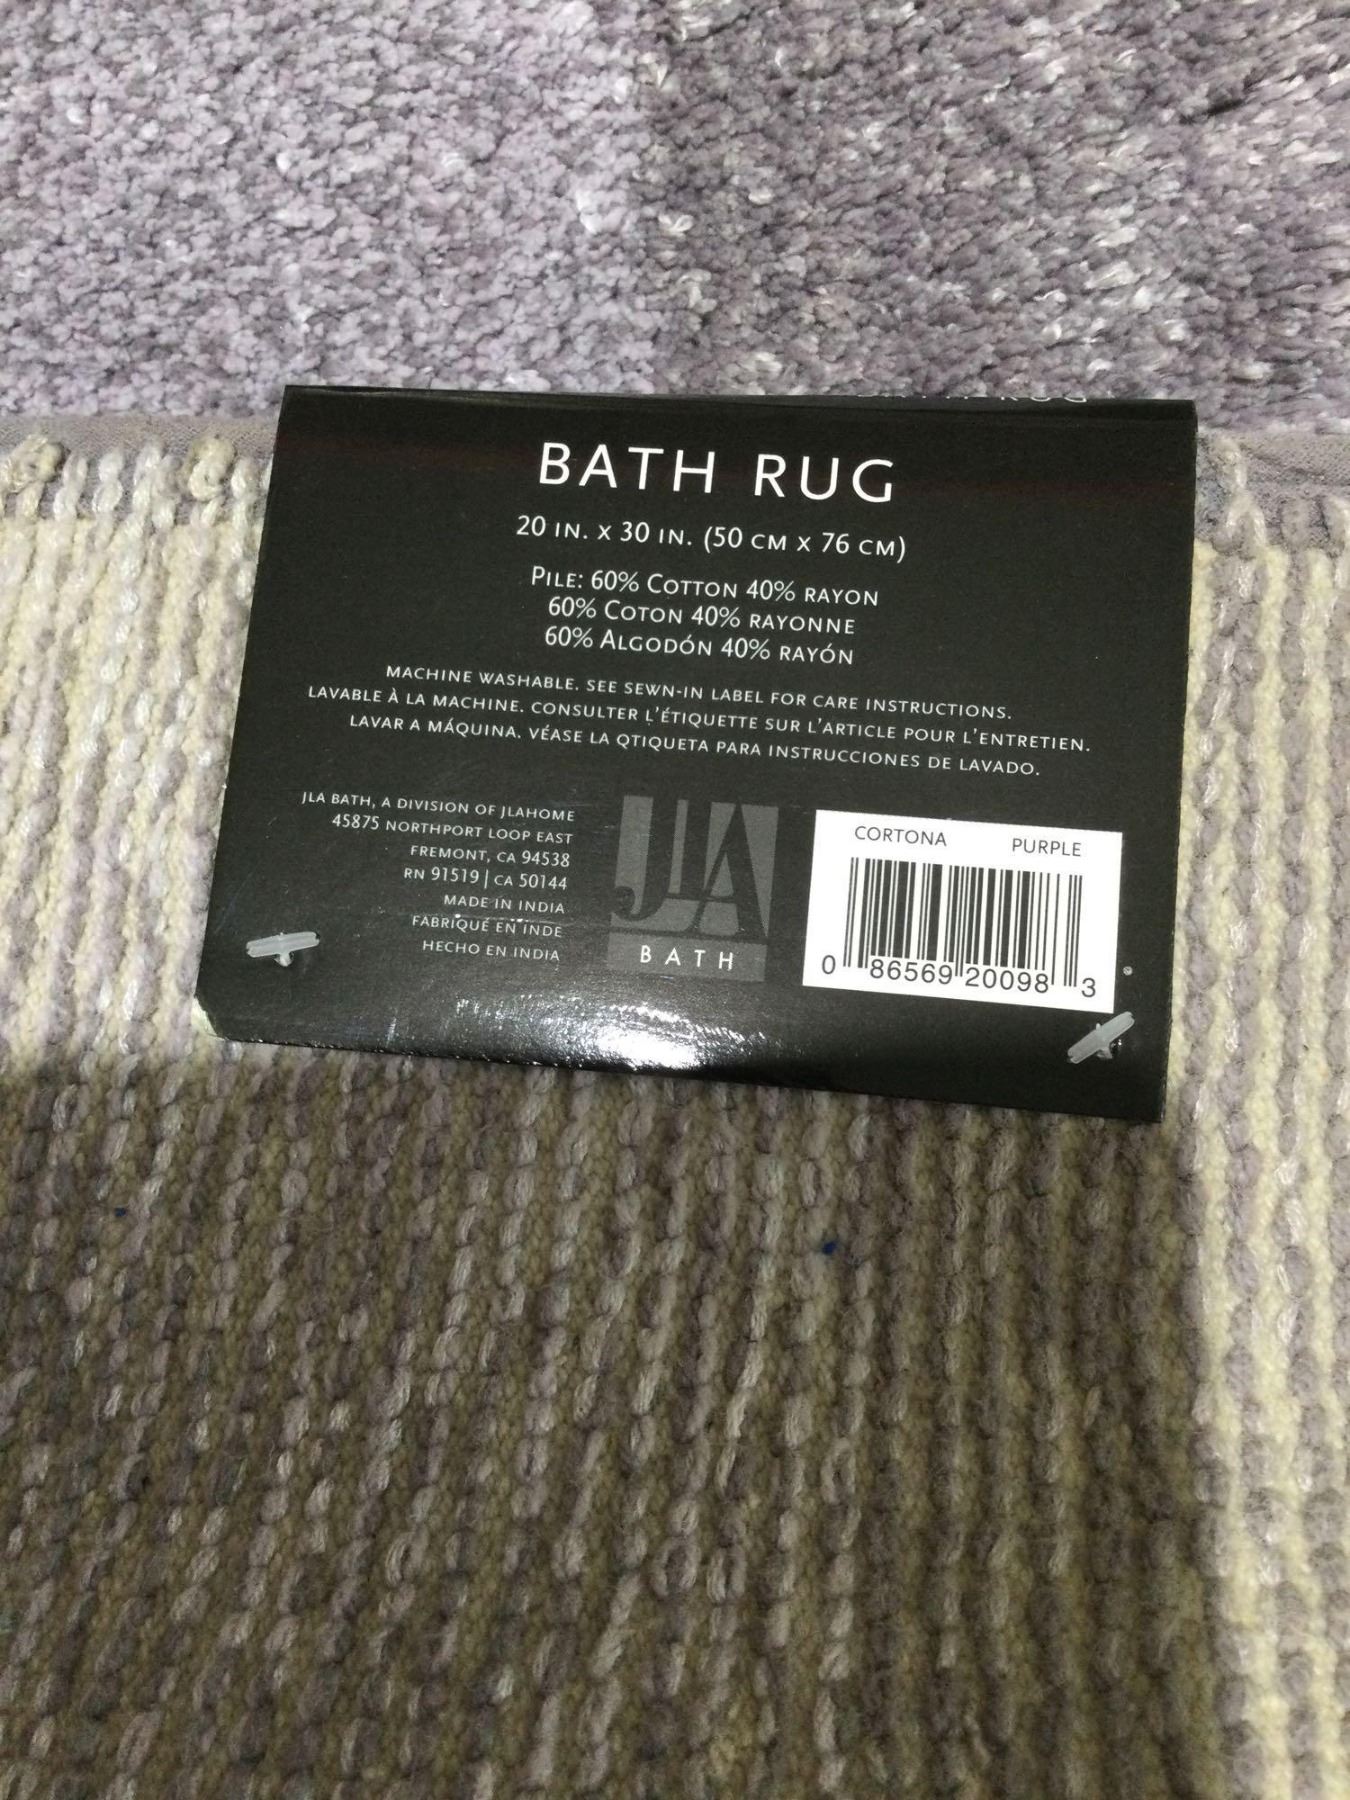 BATH RUG
20 IN. X 30 IN. (50 CM X 76 CM)
PILE: 60% COTTON 40% RAYON
60% COTON 40% RAYONNE
60% ALGODÓN 40% RAYÓN
MACHINE WASHABLE. SEE SEWN-IN LABEL FOR CARE INSTRUCTIONS.
LAVABLE À LA MACHINE. CONSULTER L'ÉTIQUETTE SUR L'ARTICLE POUR L'ENTRETIEN.
LAVAR A MÁQUINA. VÉASE LA QTIQUETA PARA INSTRUCCIONES DE LAVADO.
JLA BATH, A DIVISION OF JLAHOME
45875 NORTHPORT LOOP EAST
FREMONT, CA 94538
RN 91519 | CA 50144
MADE IN INDIA
FABRIQUÉ EN INDE
HECHO EN INDIA
JLA
BATH
CORTONA PURPLE
0 86569 20098 3